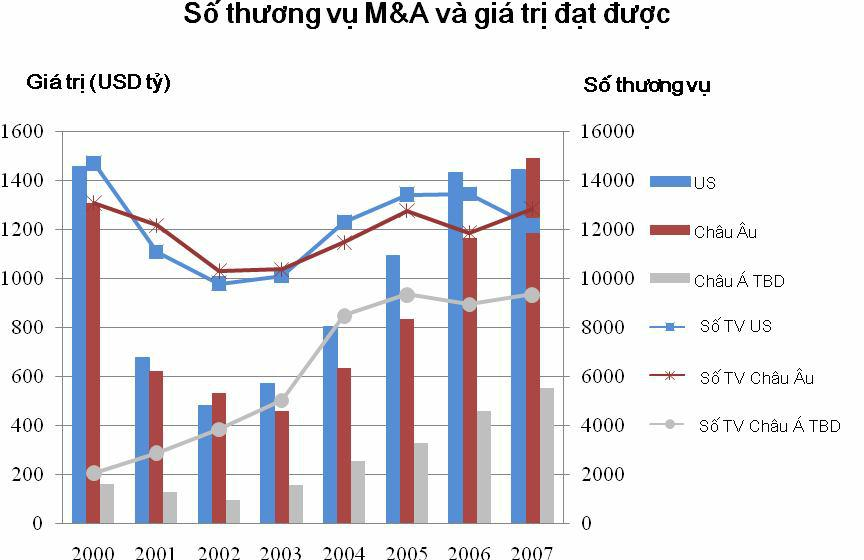 Số thương vụ M&A và giá trị đạt được
Giá trị (USD tỷ)
Số thương vụ
1600
1400
1200
1000
800
600
400
200
0
16000
14000
12000
10000
8000
6000
4000
2000
0
2000 2001 2002 2003 2004 2005 2006 2007
US
Châu Âu
Châu Á TBD
Số TV US
Số TV Châu Âu
Số TV Châu Á TBD